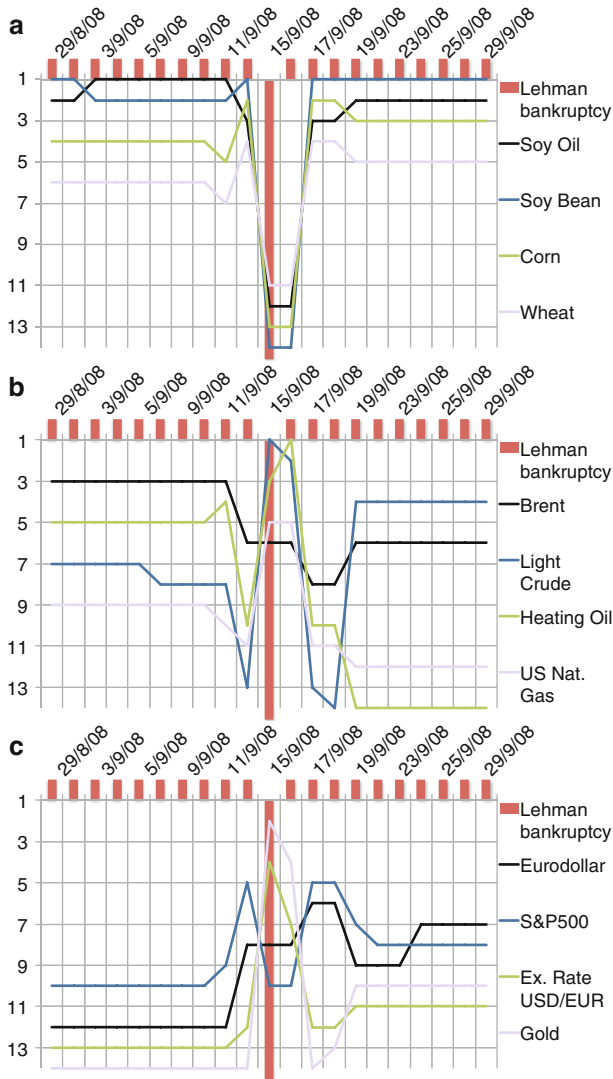 a
29/8/08 3/9/08 5/9/08 9/9/08 11/9/08 15/9/08 17/9/08 19/9/08 23/9/08 25/9/08 29/9/08
1
3
5
7
9
11
13
Lehman
bankruptcy
Soy Oil
Soy Bean
Corn
Wheat
b
29/8/08 3/9/08 5/9/08 9/9/08 11/9/08 15/9/08 17/9/08 19/9/08 23/9/08 25/9/08 29/9/08
1
3
5
7
9
11
13
Lehman
bankruptcy
Brent
Light
Crude
Heating Oil
US Nat.
Gas
c
29/8/08 3/9/08 5/9/08 9/9/08 11/9/08 15/9/08 17/9/08 19/9/08 23/9/08 25/9/08 29/9/08
1
3
5
7
9
11
13
Lehman
bankruptcy
Eurodollar
S&P500
Ex. Rate
USD/EUR
Gold